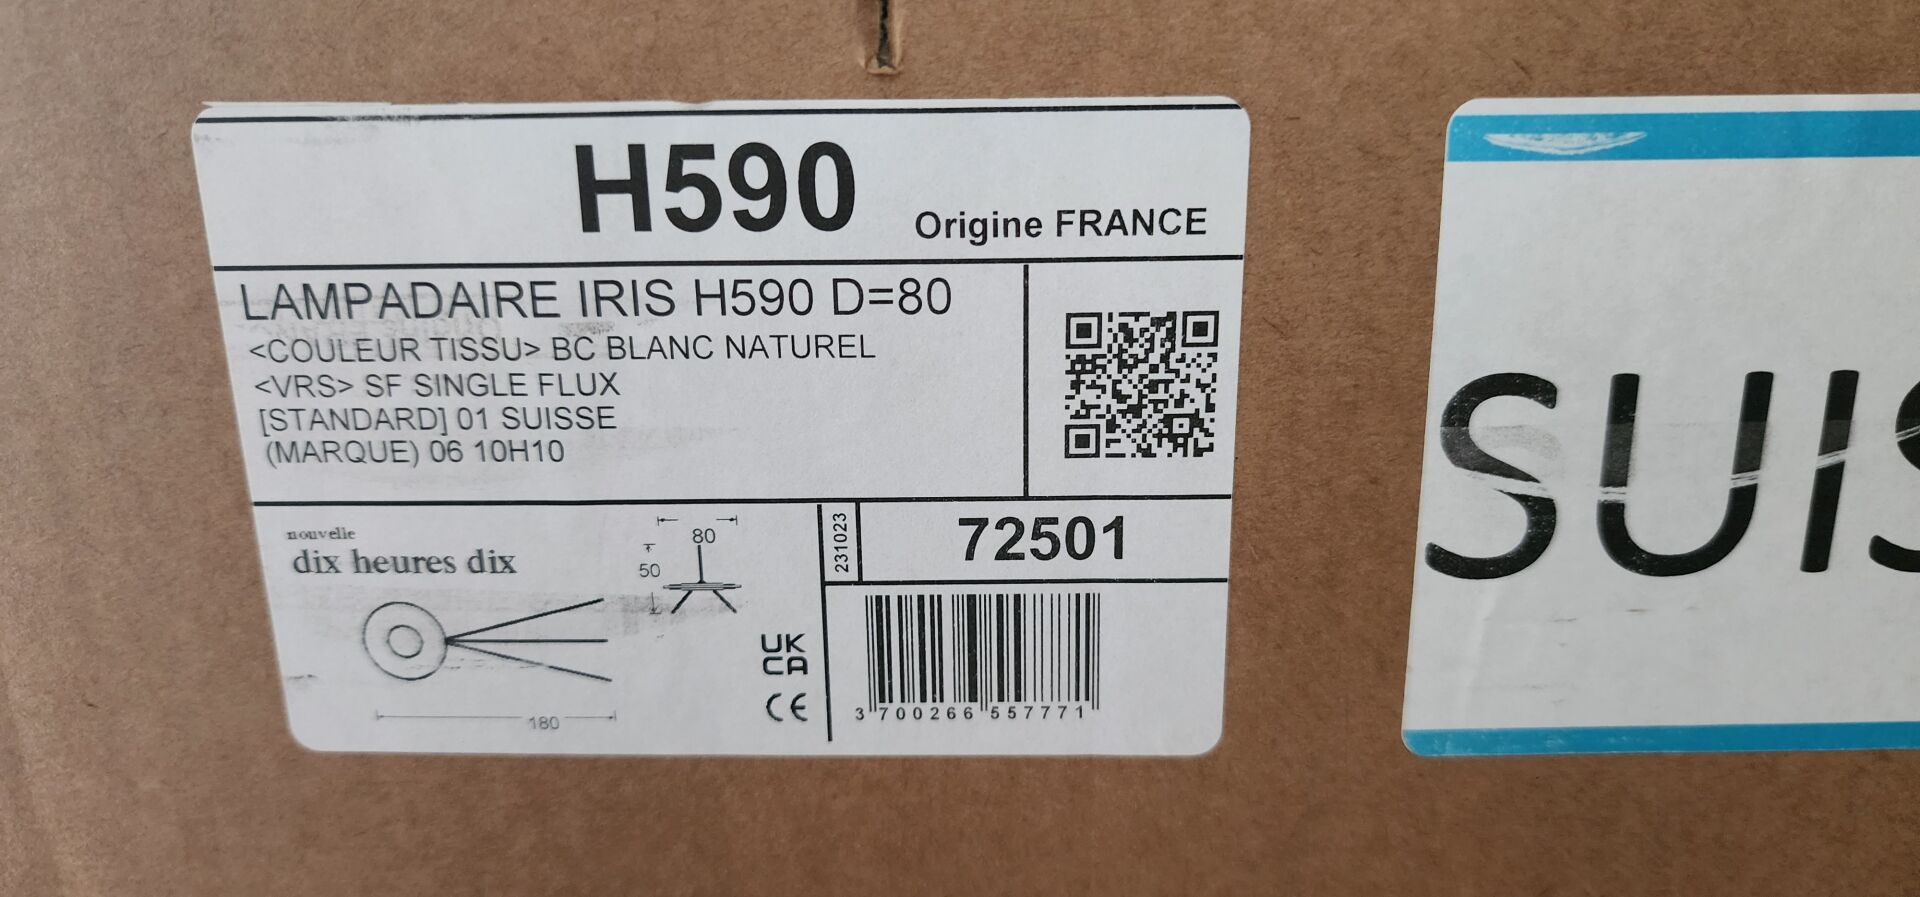 H590
Origine FRANCE
LAMPADAIRE IRIS H590 D=80
<COULEUR TISSU> BC BLANC NATUREL
<VRS> SF SINGLE FLUX
[STANDARD] 01 SUISSE
(MARQUE) 06 10H10
nouvelle
dix heures dix
80
50
180
UK
CA
CE
231023
72501
3 700266 557771
SUIS